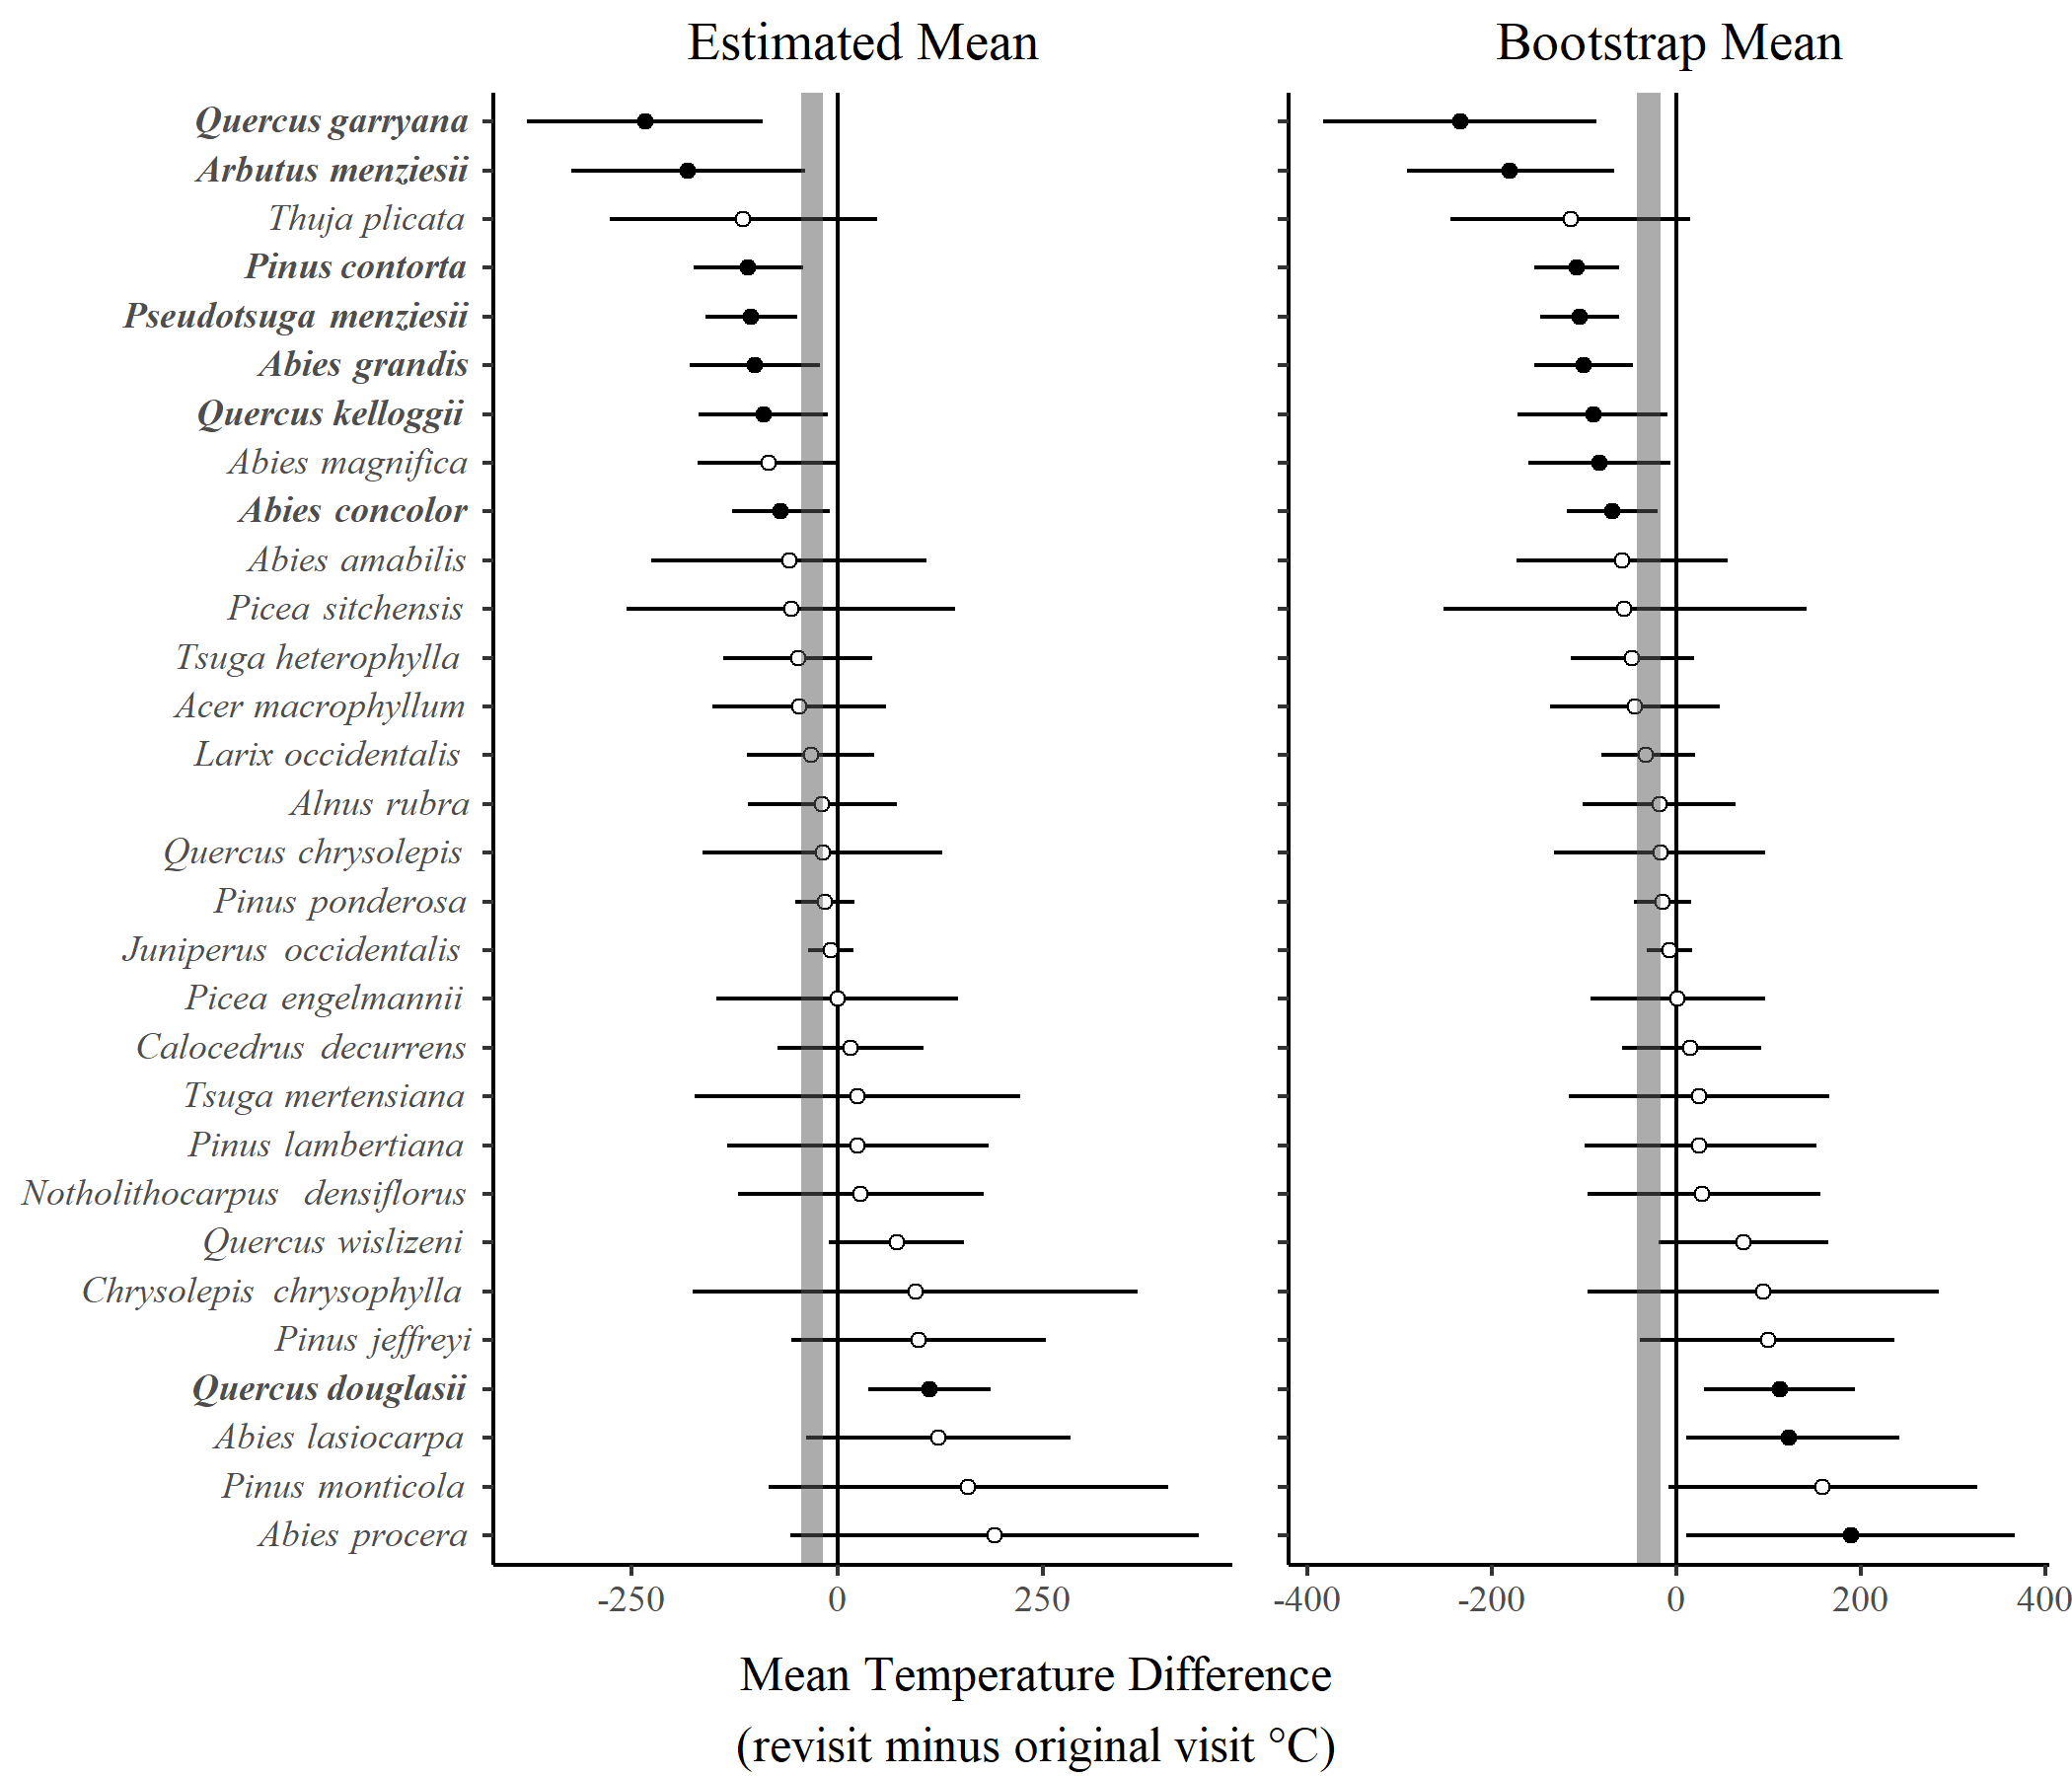 Estimated Mean
Bootstrap Mean
Quercus garryana
Arbutus menziesii
Thuja plicata
Pinus contorta
Pseudotsuga menziesii
Abies grandis
Quercus kelloggii
Abies magnifica
Abies concolor
Abies amabilis
Picea sitchensis
Tsuga heterophylla
Acer macrophyllum
Larix occidentalis
Alnus rubra
Quercus chrysolepis
Pinus ponderosa
Juniperus occidentalis
Picea engelmannii
Calocedrus decurrens
Tsuga mertensiana
Pinus lambertiana
Notholithocarpus densiflorus
Quercus wislizeni
Chrysolepis chrysophylla
Pinus jeffreyi
Quercus douglasii
Abies lasiocarpa
Pinus monticola
Abies procera
-250 0 250
-400 -200 0 200 400
Mean Temperature Difference
(revisit minus original visit °C)